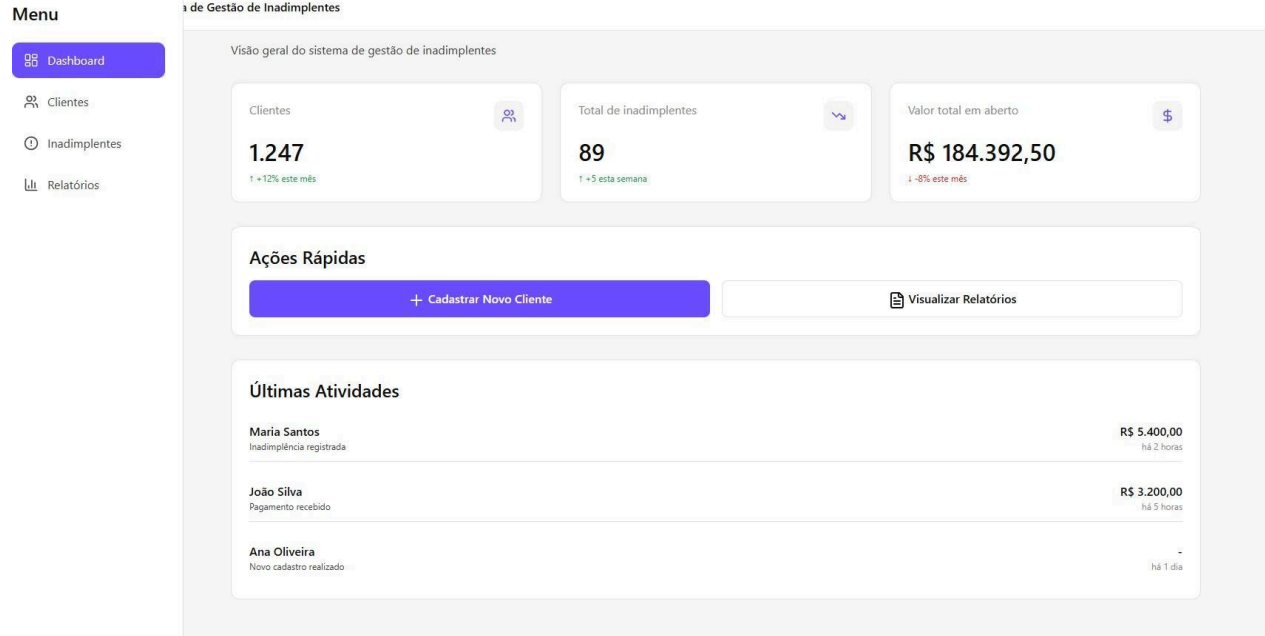 Menu
Dashboard
Clientes
Inadimplentes
Relatórios
de Gestão de Inadimplentes
Visão geral do sistema de gestão de inadimplentes
Clientes
1.247
↑ +12% este mês
Total de inadimplentes
89
↑ +5 esta semana
Valor total em aberto
R$ 184.392,50
↓ -8% este mês
Ações Rápidas
+ Cadastrar Novo Cliente
Visualizar Relatórios
Últimas Atividades
Maria Santos
R$ 5.400,00
Inadimplência registrada
há 2 horas
João Silva
R$ 3.200,00
Pagamento recebido
há 5 horas
Ana Oliveira
-
Novo cadastro realizado
há 1 dia